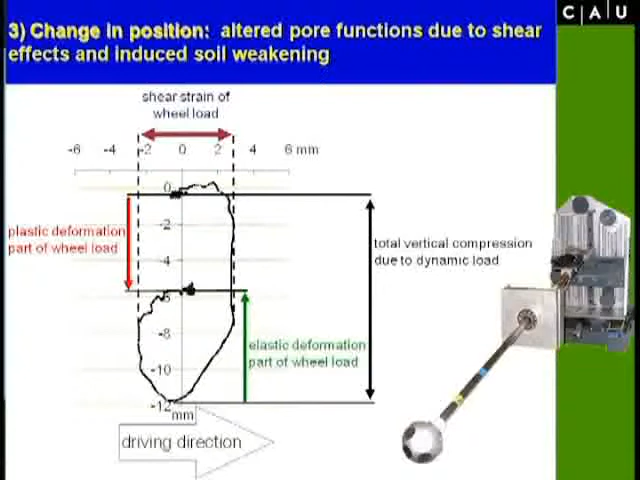 3) Change in position: altered pore functions due to shear
effects and induced soil weakening
C | A | U
shear strain of
wheel load
-6 -4 -2 0 2 4 6 mm
0
-2
-4
-6
-8
-10
-12
mm
plastic deformation
part of wheel load
total vertical compression
due to dynamic load
elastic deformation
part of wheel load
driving direction